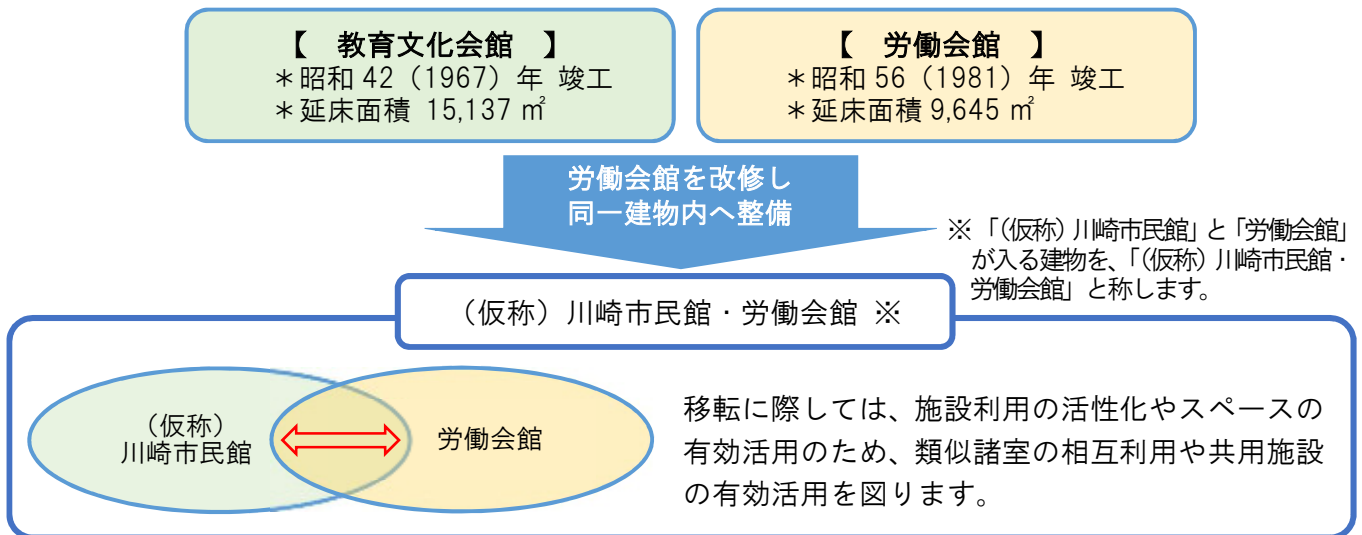 【 教育文化会館 】
＊昭和 42（1967）年 竣工
＊延床面積 15,137 ㎡
【 労働会館 】
＊昭和 56（1981）年 竣工
＊延床面積 9,645 ㎡
労働会館を改修し
同一建物内へ整備
※「（仮称）川崎市民館」と「労働会館」
が入る建物を、「（仮称）川崎市民館・
労働会館」と称します。
（仮称）川崎市民館・労働会館 ※
（仮称）
川崎市民館
労働会館
移転に際しては、施設利用の活性化やスペースの
有効活用のため、類似諸室の相互利用や共用施設
の有効活用を図ります。